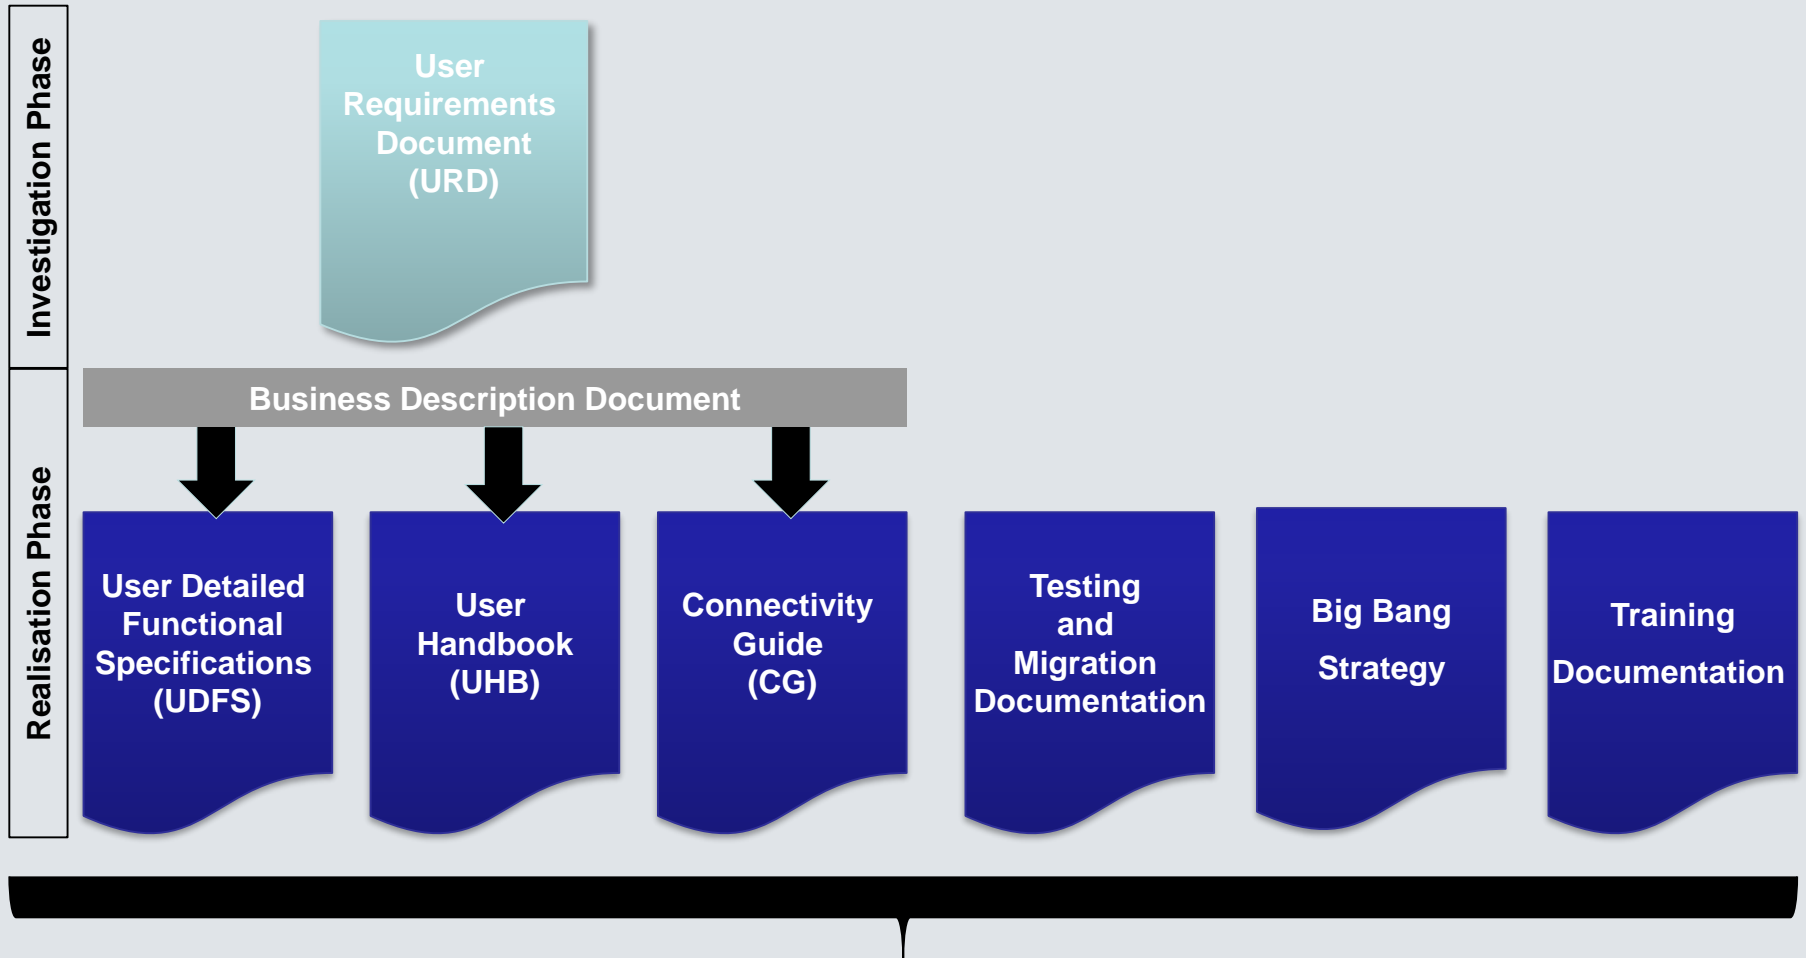 Investigation Phase
User
Requirements
Document
(URD)
Business Description Document
Realisation Phase
User Detailed
Functional
Specifications
(UDFS)
User
Handbook
(UHB)
Connectivity
Guide
(CG)
Testing
and
Migration
Documentation
Big Bang
Strategy
Training
Documentation